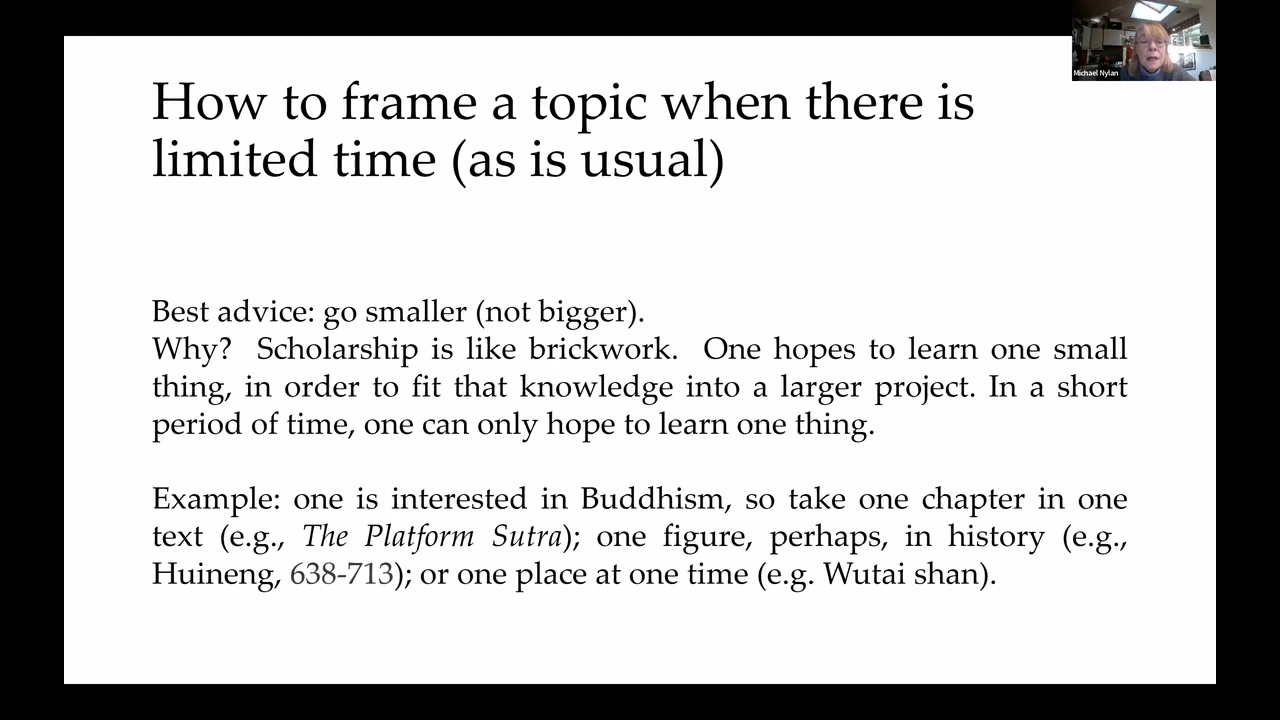 How to frame a topic when there is
limited time (as is usual)
Best advice: go smaller (not bigger).
Why?  Scholarship is like brickwork.  One hopes to learn one small
thing, in order to fit that knowledge into a larger project. In a short
period of time, one can only hope to learn one thing.
Example: one is interested in Buddhism, so take one chapter in one
text (e.g., The Platform Sutra); one figure, perhaps, in history (e.g.,
Huineng, 638-713); or one place at one time (e.g. Wutai shan).
Michael Nylan